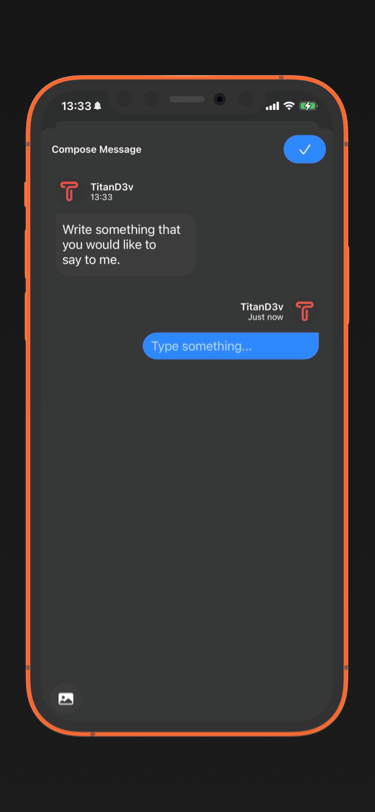 13:33
Compose Message
TitanD3v
13:33
Write something that
you would like to
say to me.
TitanD3v
Just now
Type something...